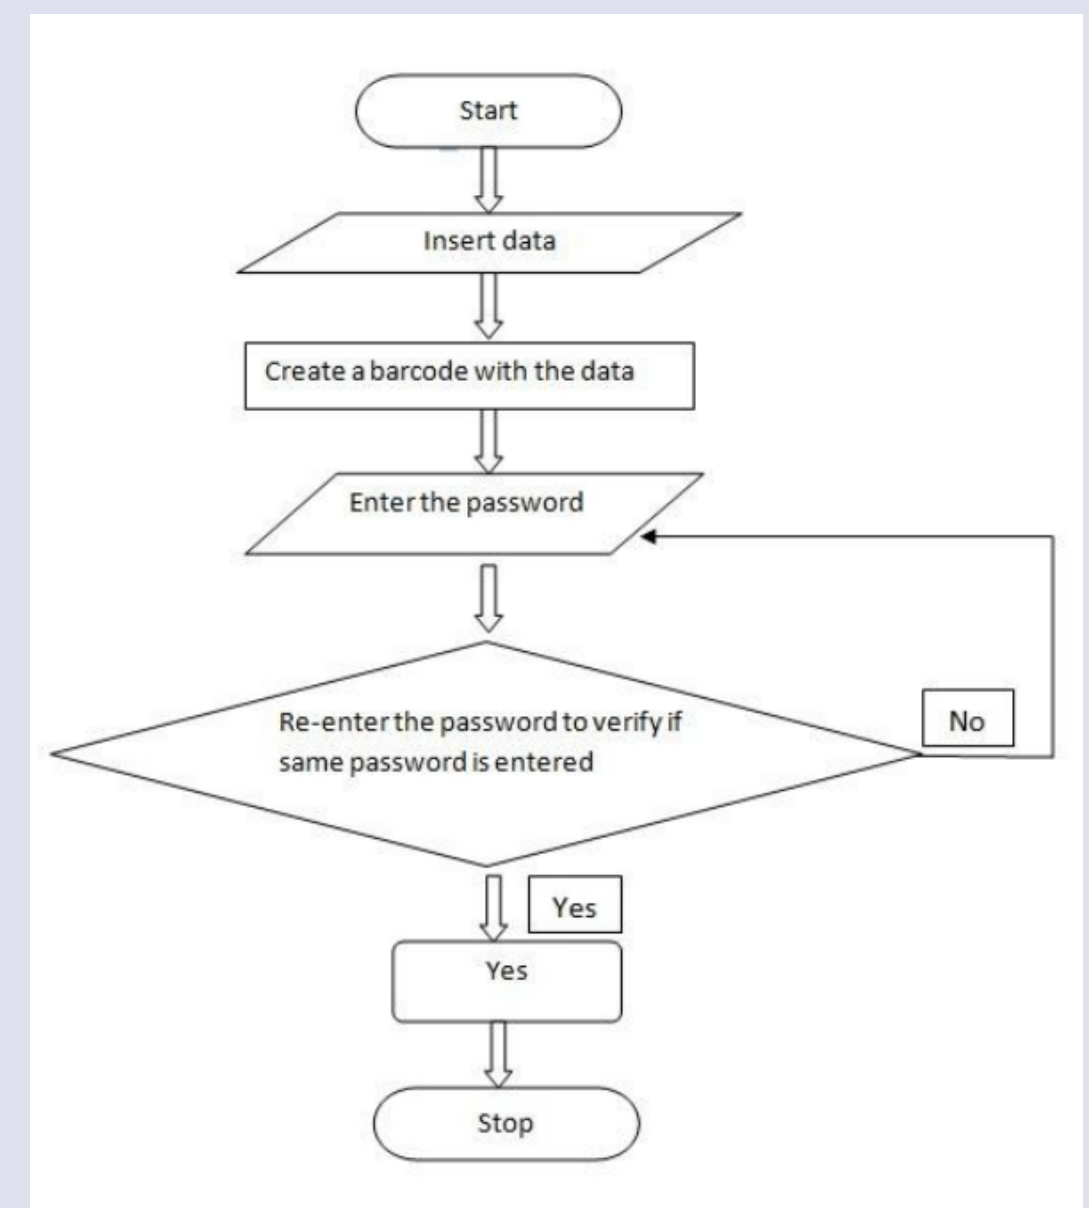 Start
Insert data
Create a barcode with the data
Enter the password
Re-enter the password to verify if
same password is entered
No
Yes
Yes
Stop